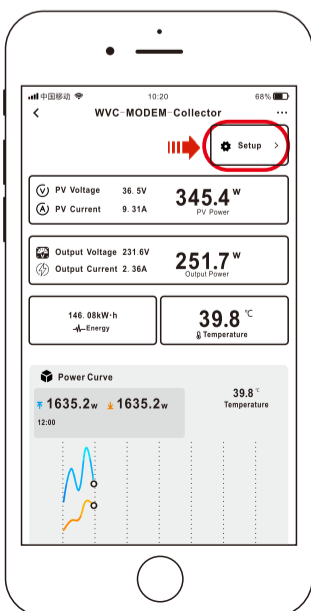 中国移动 10:20 68%
WVC-MODEM-Collector
Setup
PV Voltage 36.5V
PV Current 9.31A
345.4 W
PV Power
Output Voltage 231.6V
Output Current 2.36A
251.7 W
Output Power
146.08kW·h
Energy
39.8 ℃
Temperature
Power Curve
1635.2w 1635.2w
12:00
39.8 ℃
Temperature